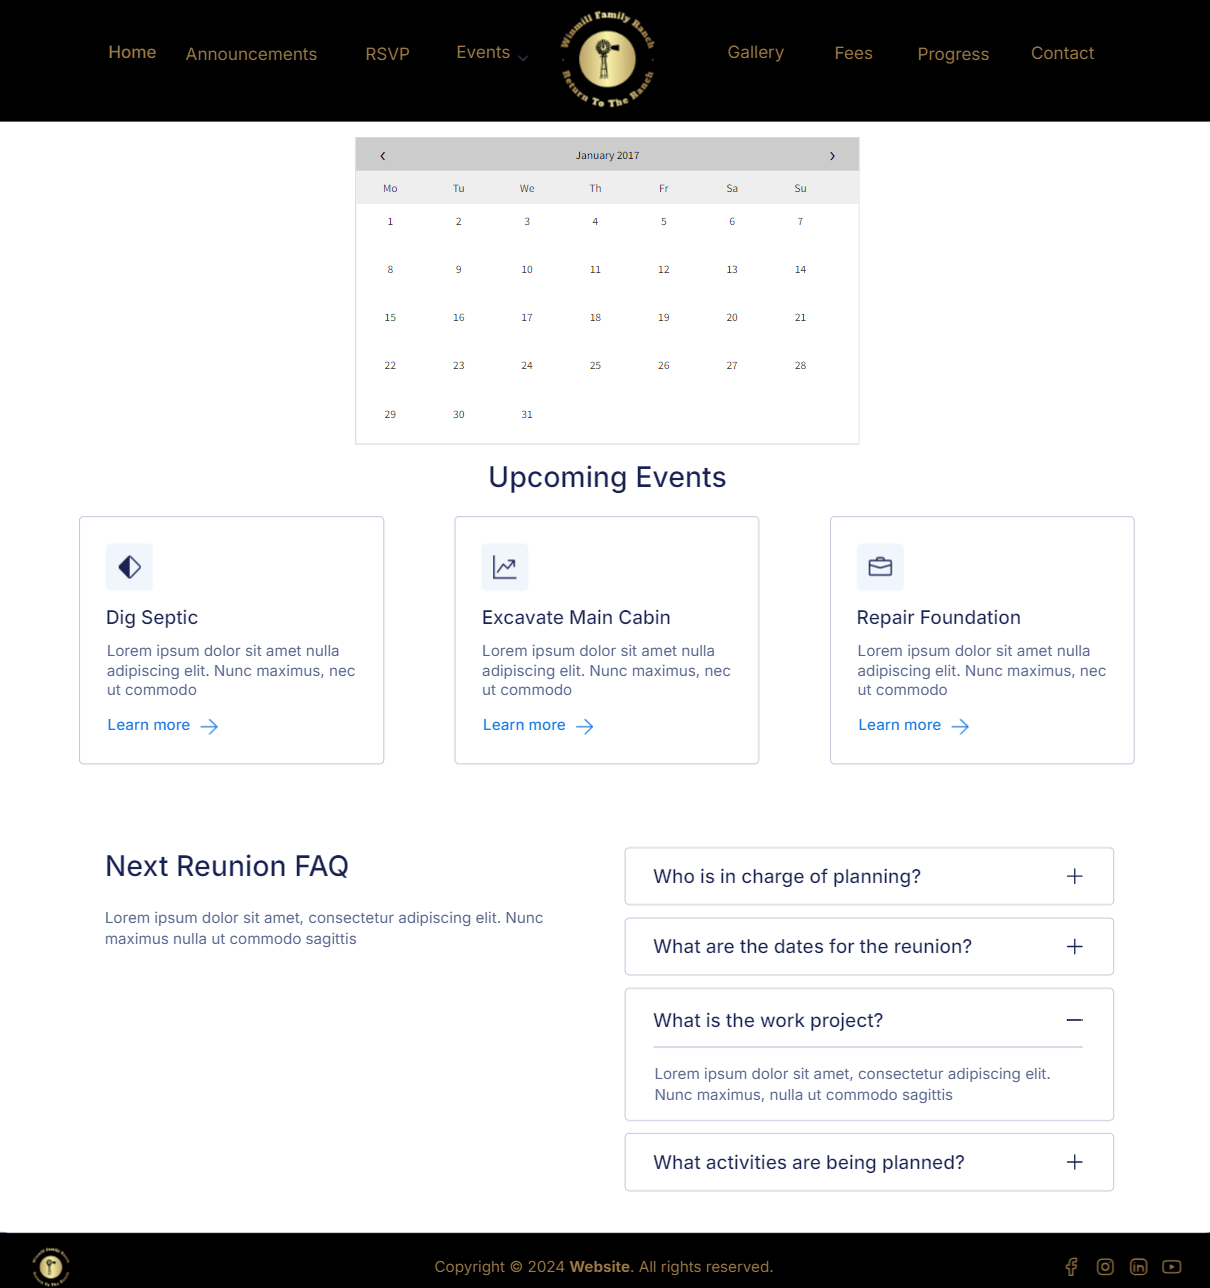 Home Announcements RSVP Events Gallery Fees Progress Contact
Winmill Family Ranch
Return To The Ranch
‹ January 2017 ›
Mo Tu We Th Fr Sa Su
1 2 3 4 5 6 7
8 9 10 11 12 13 14
15 16 17 18 19 20 21
22 23 24 25 26 27 28
29 30 31
Upcoming Events
Dig Septic
Lorem ipsum dolor sit amet nulla
adipiscing elit. Nunc maximus, nec
ut commodo
Learn more
Excavate Main Cabin
Lorem ipsum dolor sit amet nulla
adipiscing elit. Nunc maximus, nec
ut commodo
Learn more
Repair Foundation
Lorem ipsum dolor sit amet nulla
adipiscing elit. Nunc maximus, nec
ut commodo
Learn more
Next Reunion FAQ
Lorem ipsum dolor sit amet, consectetur adipiscing elit. Nunc
maximus nulla ut commodo sagittis
Who is in charge of planning?
What are the dates for the reunion?
What is the work project?
Lorem ipsum dolor sit amet, consectetur adipiscing elit.
Nunc maximus, nulla ut commodo sagittis
What activities are being planned?
Winmill Family Ranch
Return To The Ranch
Copyright © 2024 Website. All rights reserved.